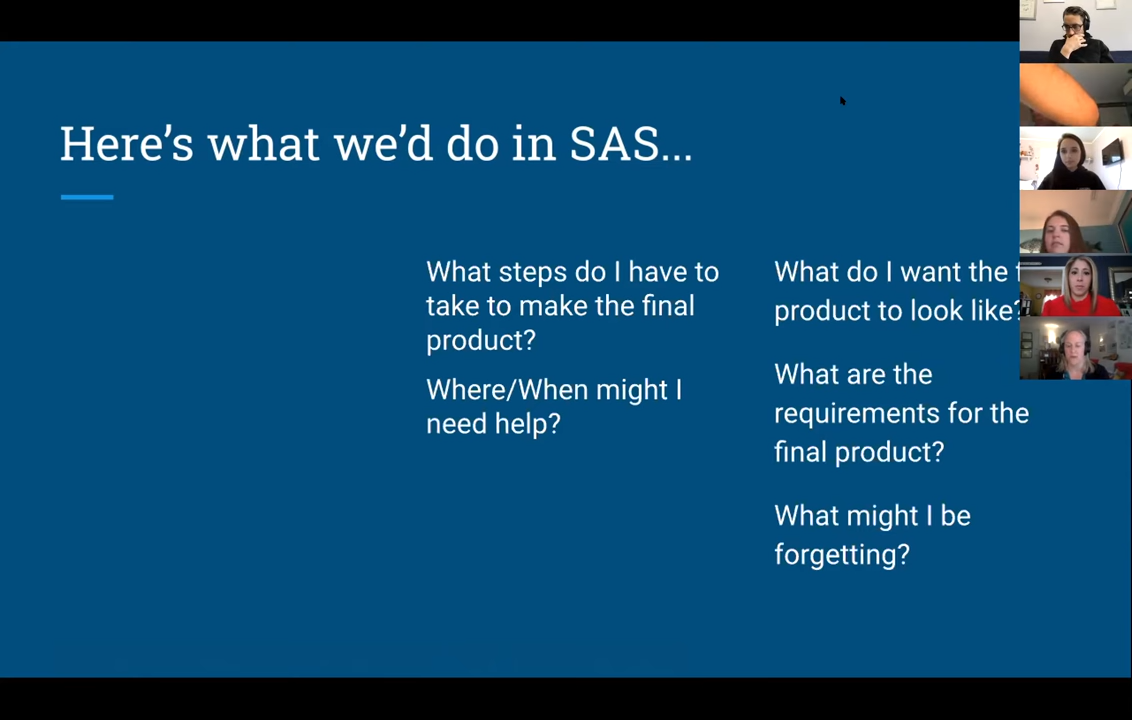 Here's what we'd do in SAS...
What steps do I have to
take to make the final
product?
Where/When might I
need help?
What do I want the
product to look like?
What are the
requirements for the
final product?
What might I be
forgetting?